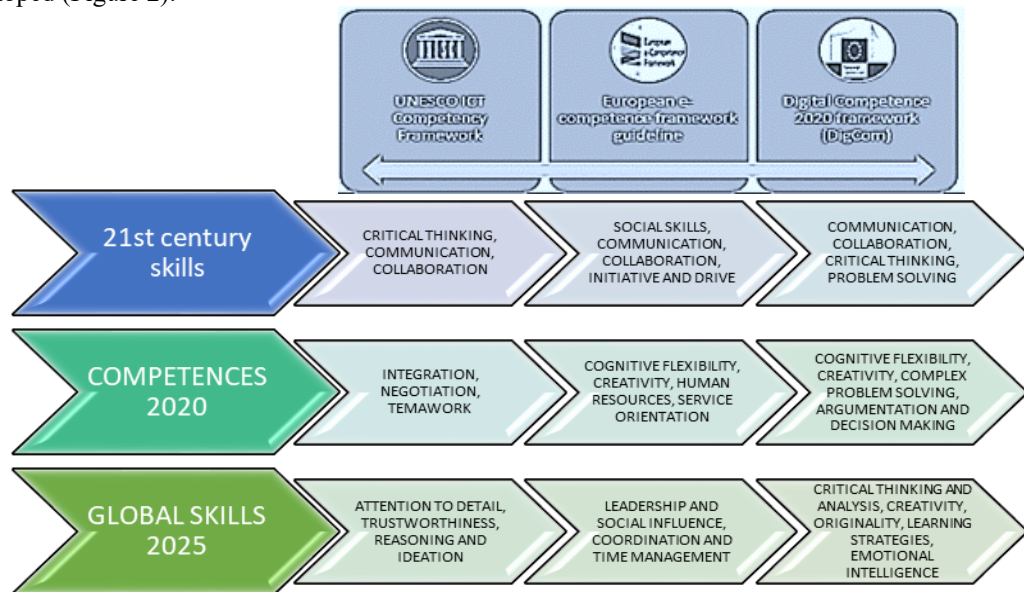 oped (Figure 2).
UNESCO ICT
Competency
Framework
European
e-Competence
Framework
European e-
competence framework
guideline
Digital Competence
2020 framework
(DigCom)
21st century
skills
CRITICAL THINKING,
COMMUNICATION,
COLLABORATION
SOCIAL SKILLS,
COMMUNICATION,
COLLABORATION,
INITIATIVE AND DRIVE
COMMUNICATION,
COLLABORATION,
CRITICAL THINKING,
PROBLEM SOLVING
COMPETENCES
2020
INTEGRATION,
NEGOTIATION,
TEMAWORK
COGNITIVE FLEXIBILITY,
CREATIVITY, HUMAN
RESOURCES, SERVICE
ORIENTATION
COGNITIVE FLEXIBILITY,
CREATIVITY, COMPLEX
PROBLEM SOLVING,
ARGUMENTATION AND
DECISION MAKING
GLOBAL SKILLS
2025
ATTENTION TO DETAIL,
TRUSTWORTHINESS,
REASONING AND
IDEATION
LEADERSHIP AND
SOCIAL INFLUENCE,
COORDINATION AND
TIME MANAGEMENT
CRITICAL THINKING AND
ANALYSIS, CREATIVITY,
ORIGINALITY, LEARNING
STRATEGIES,
EMOTIONAL
INTELLIGENCE